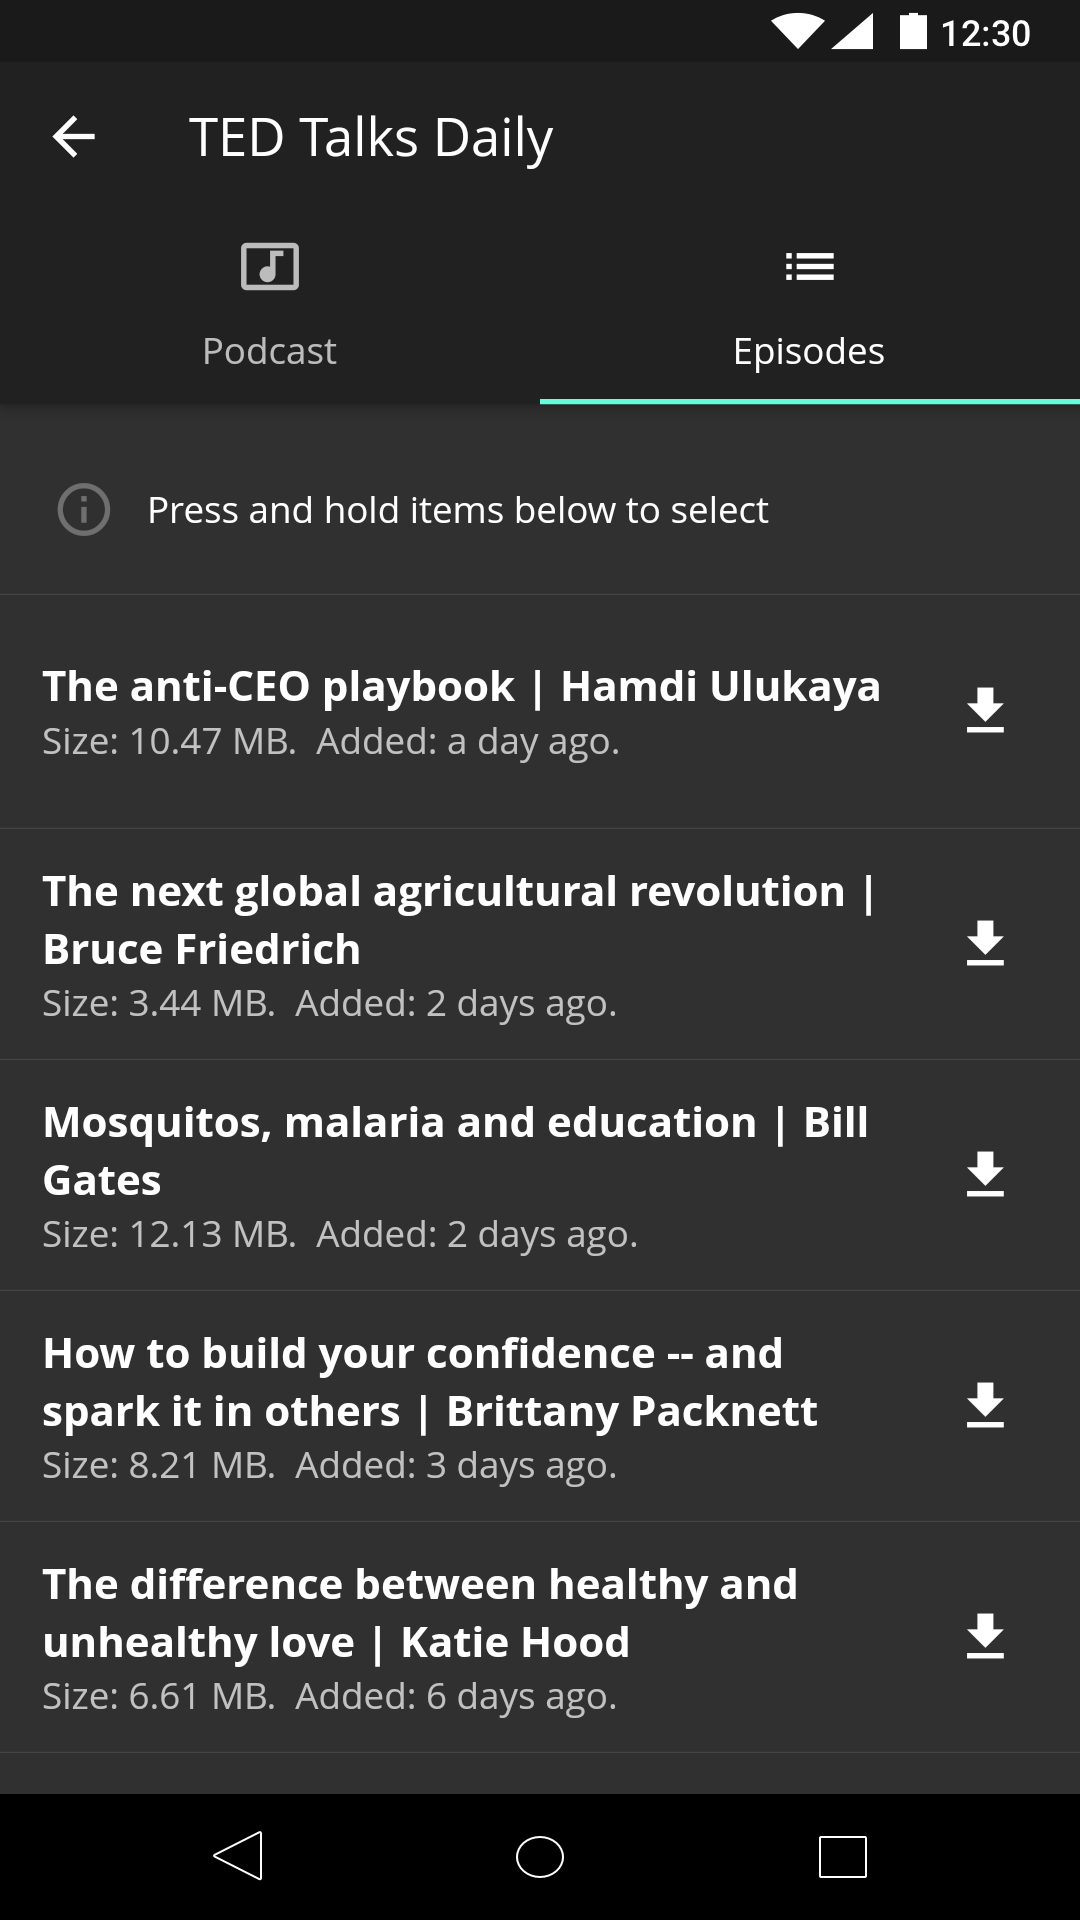 12:30
TED Talks Daily
Podcast
Episodes
Press and hold items below to select
The anti-CEO playbook | Hamdi Ulukaya
Size: 10.47 MB.  Added: a day ago.
The next global agricultural revolution |
Bruce Friedrich
Size: 3.44 MB.  Added: 2 days ago.
Mosquitos, malaria and education | Bill
Gates
Size: 12.13 MB.  Added: 2 days ago.
How to build your confidence -- and
spark it in others | Brittany Packnett
Size: 8.21 MB.  Added: 3 days ago.
The difference between healthy and
unhealthy love | Katie Hood
Size: 6.61 MB.  Added: 6 days ago.